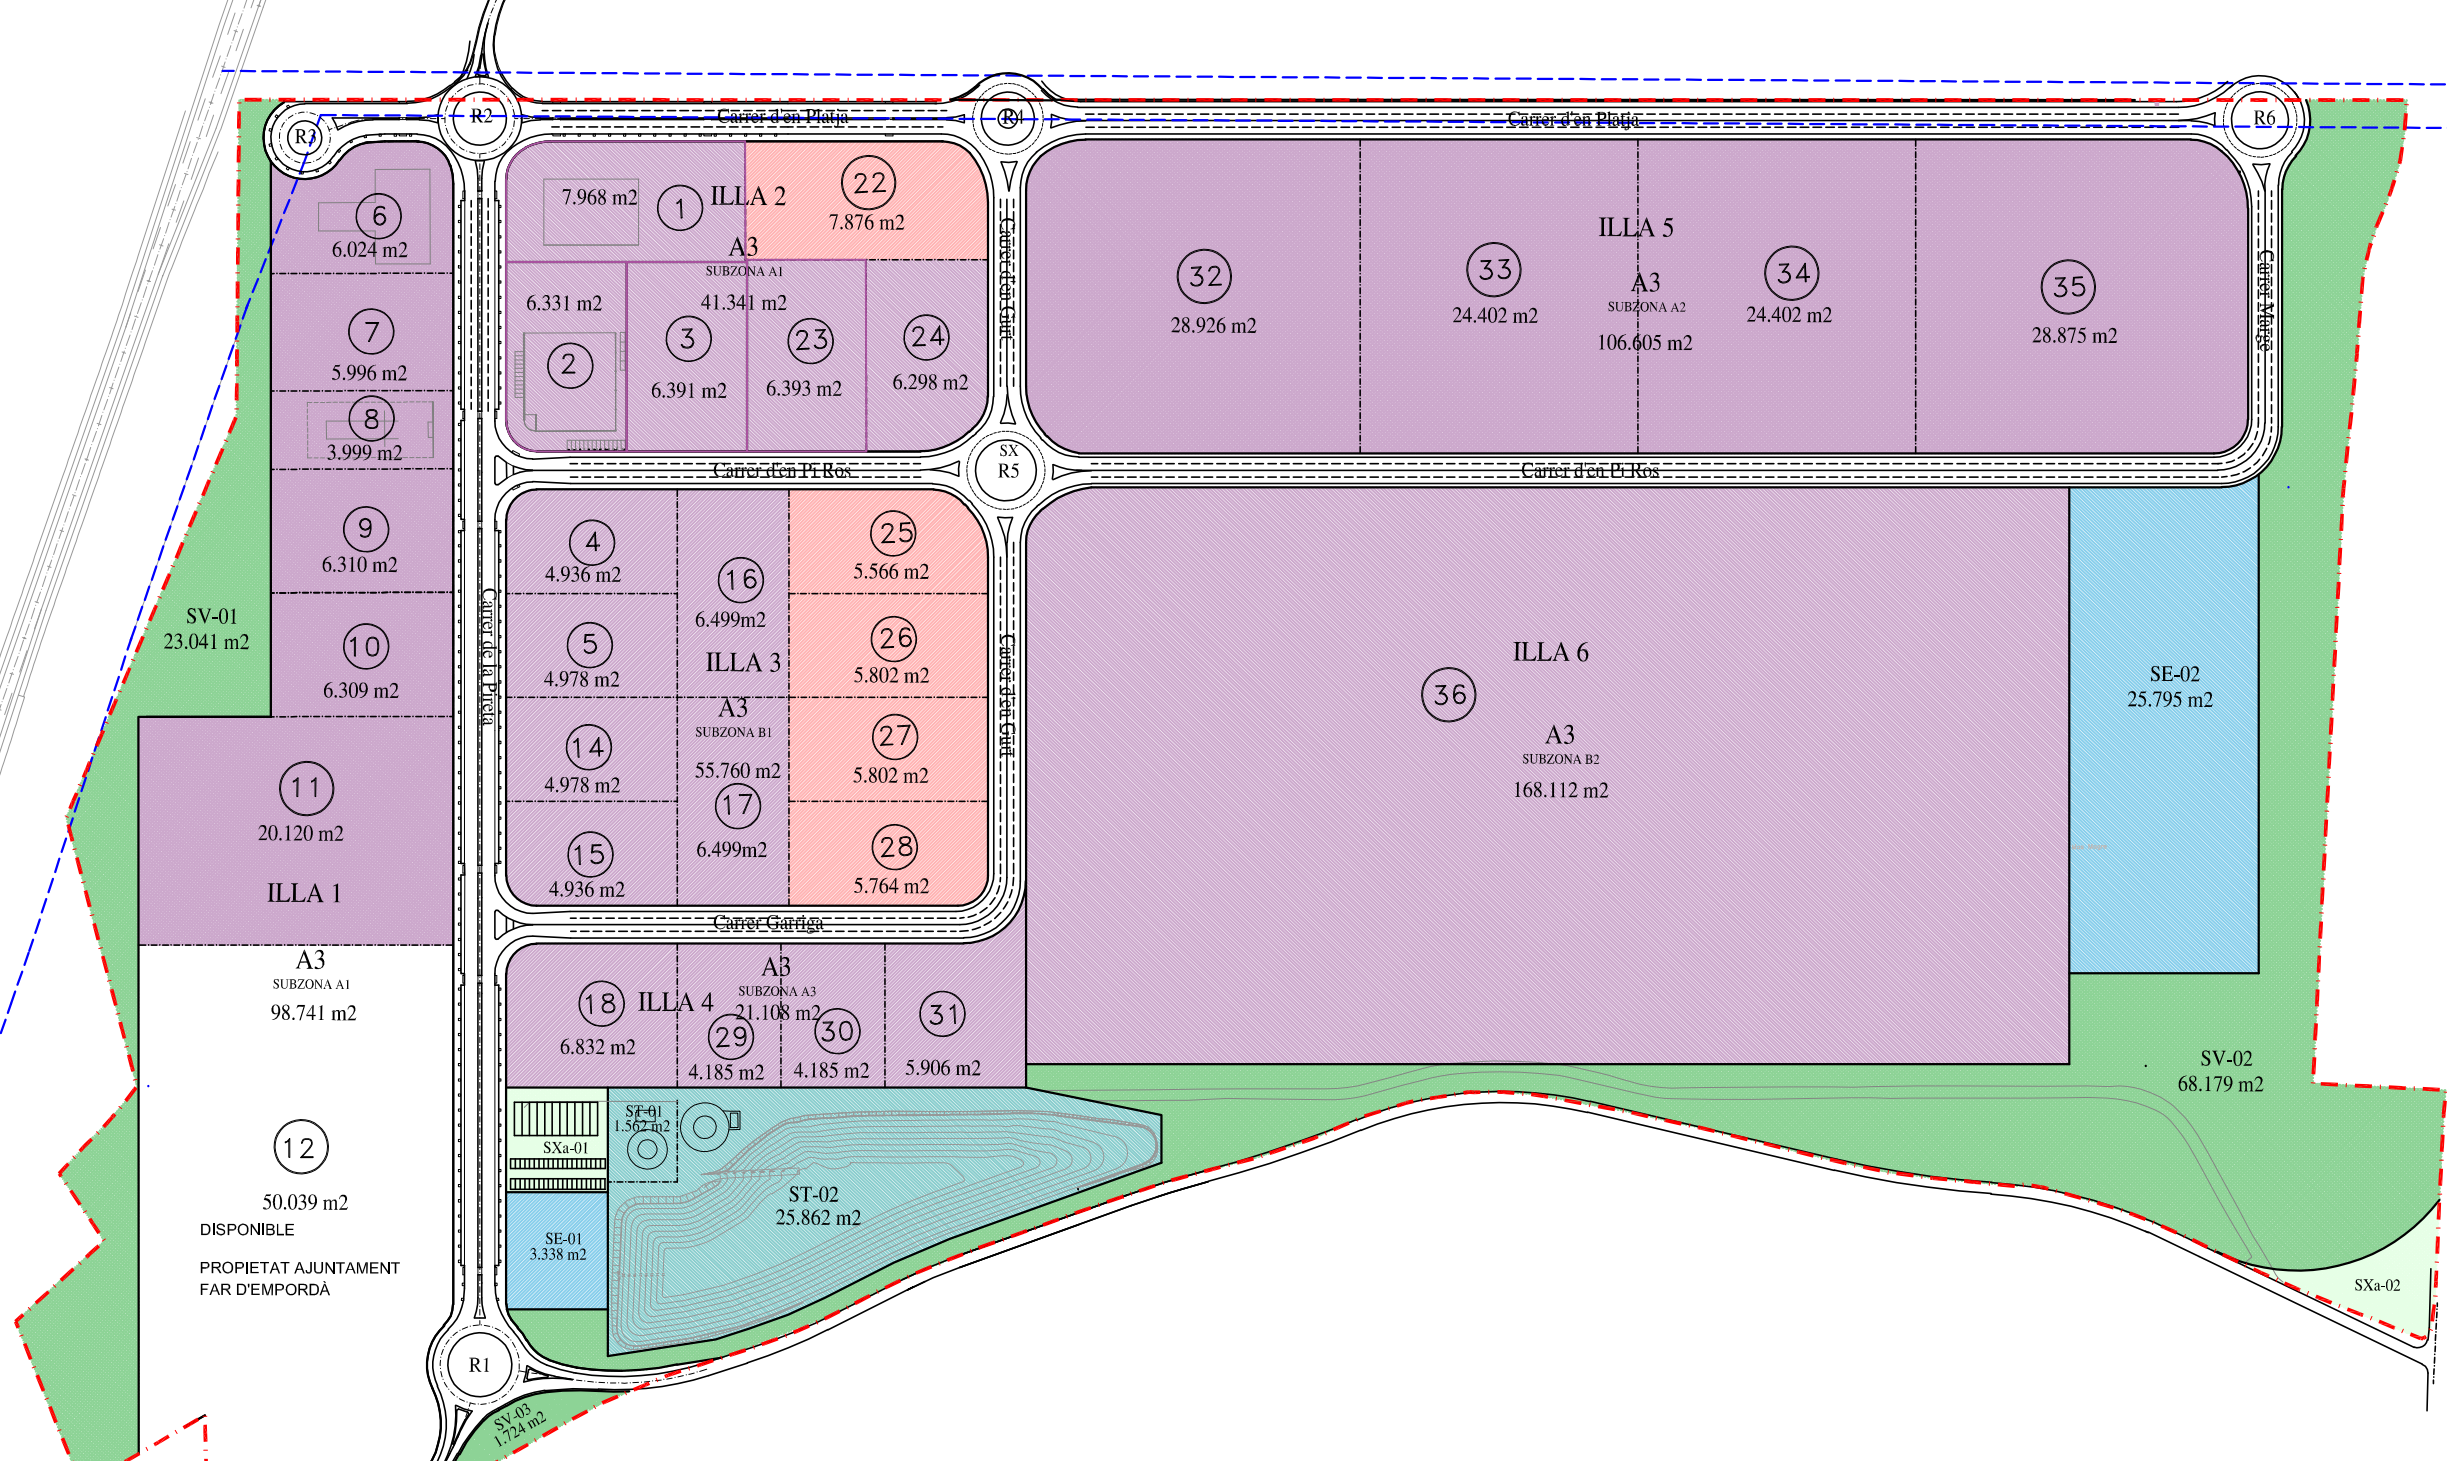 R3
R2
Carrer d'en Platja
R4
Carrer d'en Platja
R6
6
6.024 m2
7
5.996 m2
8
3.999 m2
9
6.310 m2
10
6.309 m2
SV-01
23.041 m2
11
20.120 m2
ILLA 1
A3
SUBZONA A1
98.741 m2
12
50.039 m2
DISPONIBLE
PROPIETAT AJUNTAMENT
FAR D'EMPORDÀ
Carrer de la Pirela
7.968 m2
1
ILLA 2
22
7.876 m2
A3
SUBZONA A1
41.341 m2
6.331 m2
2
3
6.391 m2
23
6.393 m2
24
6.298 m2
Carrer d'en Giut
Carrer d'en Pi Ros
SX
R5
Carrer d'en Pi Ros
ILLA 5
A3
SUBZONA A2
106.605 m2
32
28.926 m2
33
24.402 m2
34
24.402 m2
35
28.875 m2
Carrer Marge
4
4.936 m2
5
4.978 m2
14
4.978 m2
15
4.936 m2
16
6.499m2
ILLA 3
A3
SUBZONA B1
55.760 m2
17
6.499m2
25
5.566 m2
26
5.802 m2
27
5.802 m2
28
5.764 m2
Carrer d'en Giut
Carrer Garriga
ILLA 6
36
A3
SUBZONA B2
168.112 m2
SE-02
25.795 m2
SV-02
68.179 m2
18
6.832 m2
ILLA 4
A3
SUBZONA A3
21.108 m2
29
4.185 m2
30
4.185 m2
31
5.906 m2
ST-01
1.562 m2
SXa-01
ST-02
25.862 m2
SE-01
3.338 m2
R1
SV-03
1.724 m2
SXa-02